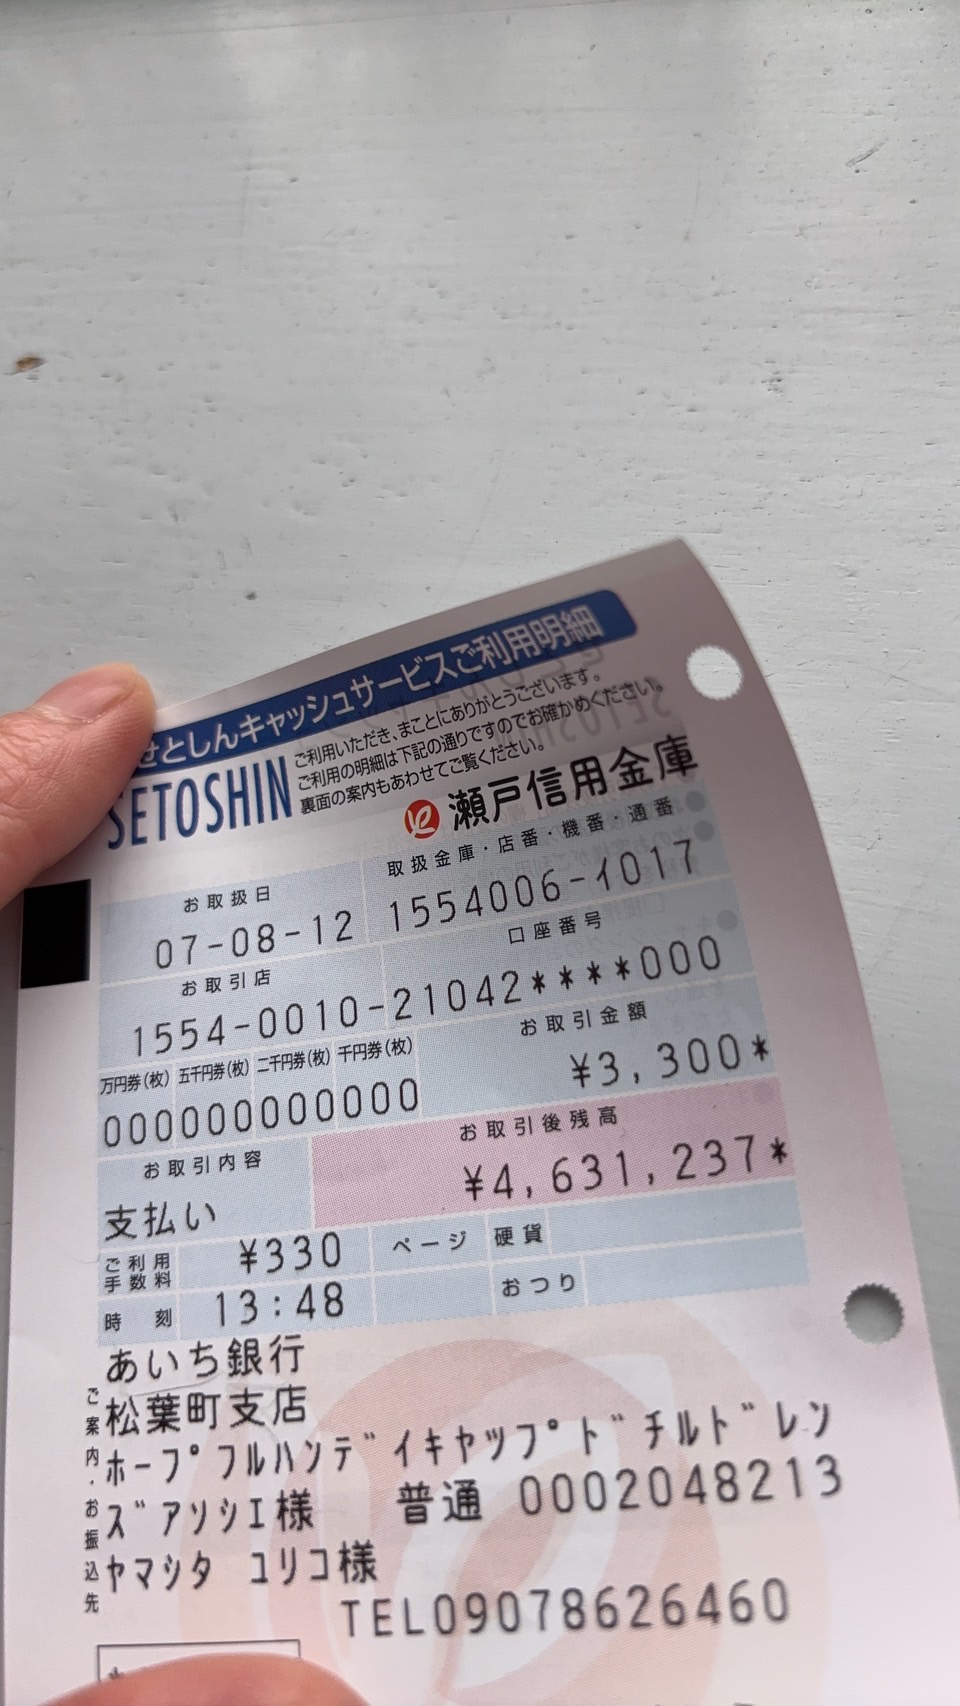 せとしんキャッシュサービスご利用明細
SETOSHIN
ご利用いただき、まことにありがとうございます。
ご利用の明細は下記の通りですのでお確かめください。
裏面の案内もあわせてご覧ください。
瀬戸信用金庫
お取扱日
取扱金庫・店番・機番・通番
07-08-12
1554006-1017
お取引店
口座番号
1554-0010-21042****000
万円券(枚) 五千円券(枚) 二千円券(枚) 千円券(枚)
お取引金額
000000000000
¥3,300*
お取引内容
お取引後残高
支払い
¥4,631,237*
ご利用手数料
¥330
ページ
硬貨
時刻
13:48
おつり
ご案内・お振込先
あいち銀行
松葉町支店
ホープフルハンデイキヤツプドチルドレン
ズアソシエ様 普通 0002048213
ヤマシタ ユリコ様
TEL09078626460